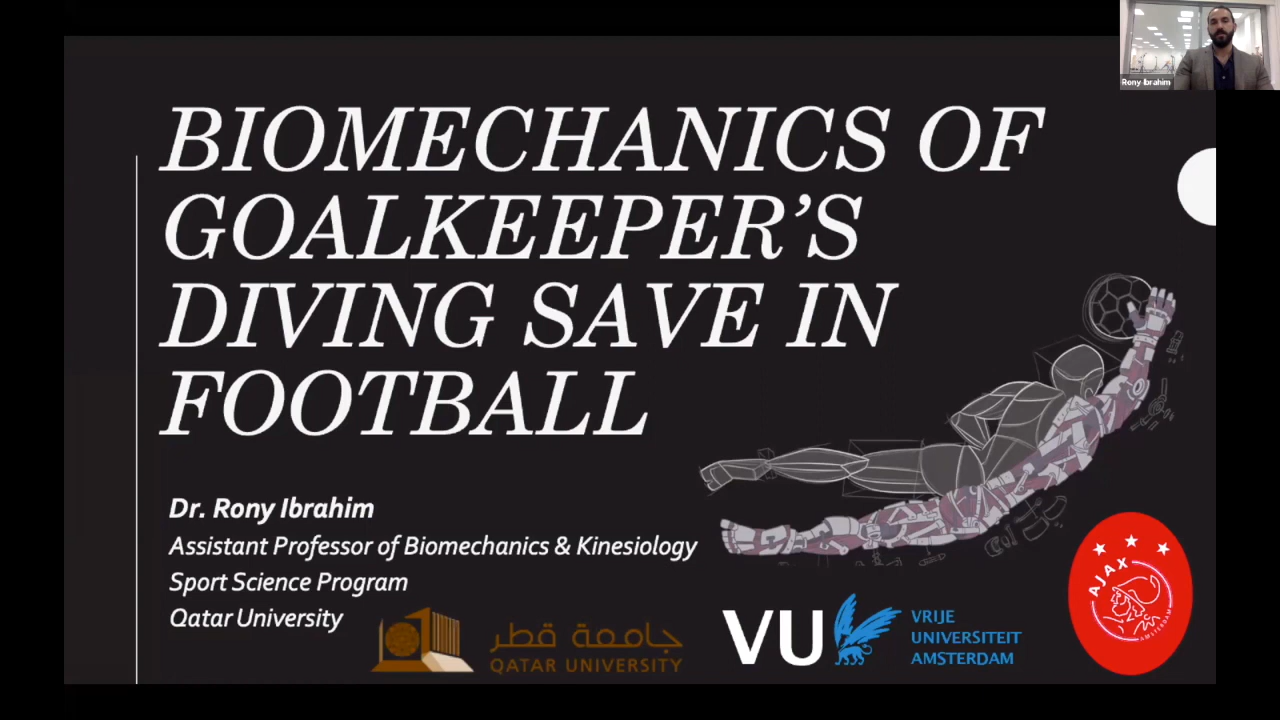 Rony Ibrahim
BIOMECHANICS OF
GOALKEEPER’S
DIVING SAVE IN
FOOTBALL
Dr. Rony Ibrahim
Assistant Professor of Biomechanics & Kinesiology
Sport Science Program
Qatar University
جامعة قطر
QATAR UNIVERSITY
VU
VRIJE
UNIVERSITEIT
AMSTERDAM
AJAX
AMSTERDAM